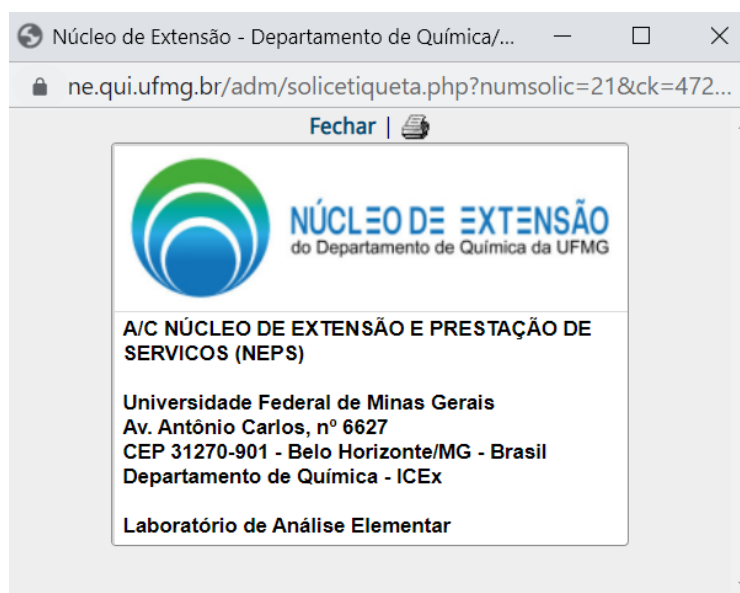 Núcleo de Extensão - Departamento de Química/...
ne.qui.ufmg.br/adm/solicetiqueta.php?numsolic=21&ck=472...
Fechar |
NÚCLEO DE EXTENSÃO
do Departamento de Química da UFMG
A/C NÚCLEO DE EXTENSÃO E PRESTAÇÃO DE
SERVICOS (NEPS)
Universidade Federal de Minas Gerais
Av. Antônio Carlos, nº 6627
CEP 31270-901 - Belo Horizonte/MG - Brasil
Departamento de Química - ICEx
Laboratório de Análise Elementar